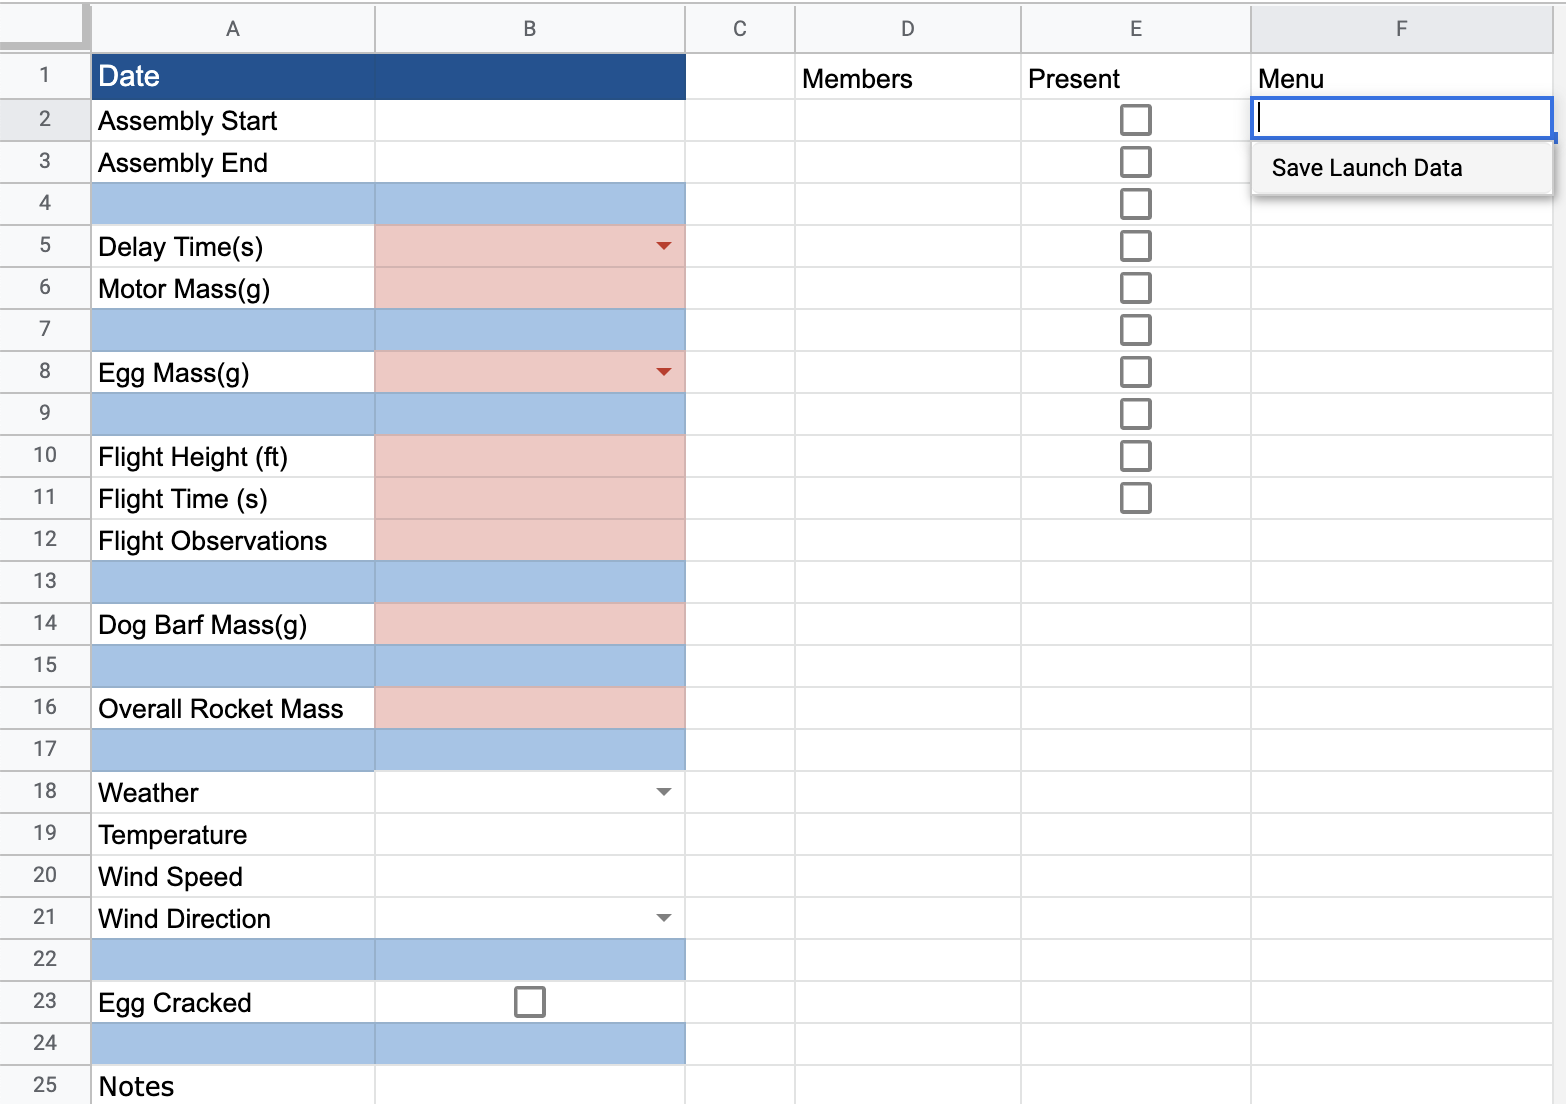 A B C D E F
1 Date Members Present Menu
2 Assembly Start
3 Assembly End Save Launch Data
4
5 Delay Time(s)
6 Motor Mass(g)
7
8 Egg Mass(g)
9
10 Flight Height (ft)
11 Flight Time (s)
12 Flight Observations
13
14 Dog Barf Mass(g)
15
16 Overall Rocket Mass
17
18 Weather
19 Temperature
20 Wind Speed
21 Wind Direction
22
23 Egg Cracked
24
25 Notes